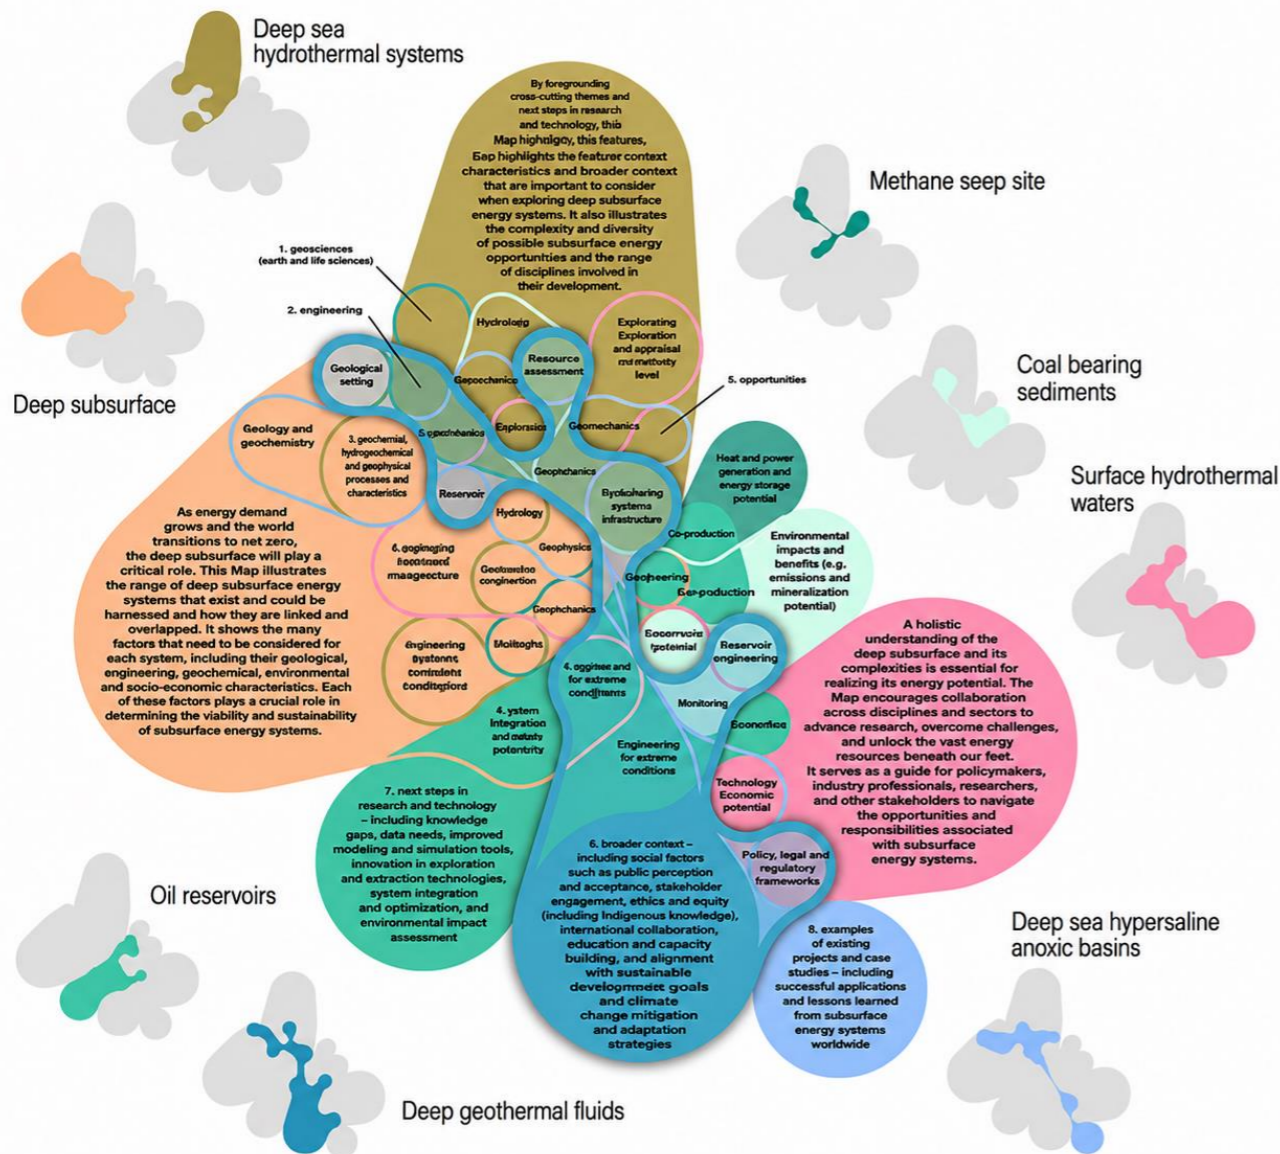 Deep sea
hydrothermal systems
By foregrounding
cross-cutting themes and
next steps in research
and technology, this
Map highnigcy, this features,
Eap highlights the feature context
characteristics and broader context
that are important to consider
when exploring deep subsurface
energy systems. It also illustrates
the complexity and diversity
of possible subsurface energy
opportunities and the range
of disciplines involved in
their development.
Methane seep site
1. geosciences
(earth and life sciences)
2. engineering
Hydrology
Resource
assessment
Explorating
Exploration
and appraisal
level
Geological
setting
5. opportunities
Coal bearing
sediments
Deep subsurface
Geology and
geochemistry
3. geochemial,
hydrogeochemical
and geophysical
processes and
characteristics
Geomechanics
Geophchanics
Reservoir
systems
infrastructure
Heat and power
generation and
energy storage
potential
Surface hydrothermal
waters
Hydrology
Geophysics
Co-production
Environmental
impacts and
benefits (e.g.
emissions and
mineralization
potential)
As energy demand
grows and the world
transitions to net zero,
the deep subsurface will play a
critical role. This Map illustrates
the range of deep subsurface energy
systems that exist and could be
harnessed and how they are linked and
overlapped. It shows the many
factors that need to be considered for
each system, including their geological,
engineering, geochemical, environmental
and socio-economic characteristics. Each
of these factors plays a crucial role in
determining the viability and sustainability
of subsurface energy systems.
Geophchanics
Reservoir
engineering
4. and
for extreme
Monitoring
4. ystem
Integration
and
Engineering
for extreme
conditions
Technology
Economic
potential
A holistic
understanding of the
deep subsurface and its
complexities is essential for
realizing its energy potential. The
Map encourages collaboration
across disciplines and sectors to
advance research, overcome challenges,
and unlock the vast energy
resources beneath our feet.
It serves as a guide for policymakers,
industry professionals, researchers,
and other stakeholders to navigate
the opportunities and
responsibilities associated
with subsurface
energy systems.
7. next steps in
research and technology
– including knowledge
gaps, data needs, improved
modeling and simulation tools,
innovation in exploration
and extraction technologies,
system integration
and optimization, and
environmental impact
assessment
6. broader context –
including social factors
such as public perception
and acceptance, stakeholder
engagement, ethics and equity
(including Indigenous knowledge),
international collaboration,
education and capacity
building, and alignment
with sustainable
development goals
and climate
change mitigation
and adaptation
strategies
Policy, legal and
regulatory
frameworks
8. examples
of existing
projects and case
studies – including
successful applications
and lessons learned
from subsurface
energy systems
worldwide
Oil reservoirs
Deep sea hypersaline
anoxic basins
Deep geothermal fluids